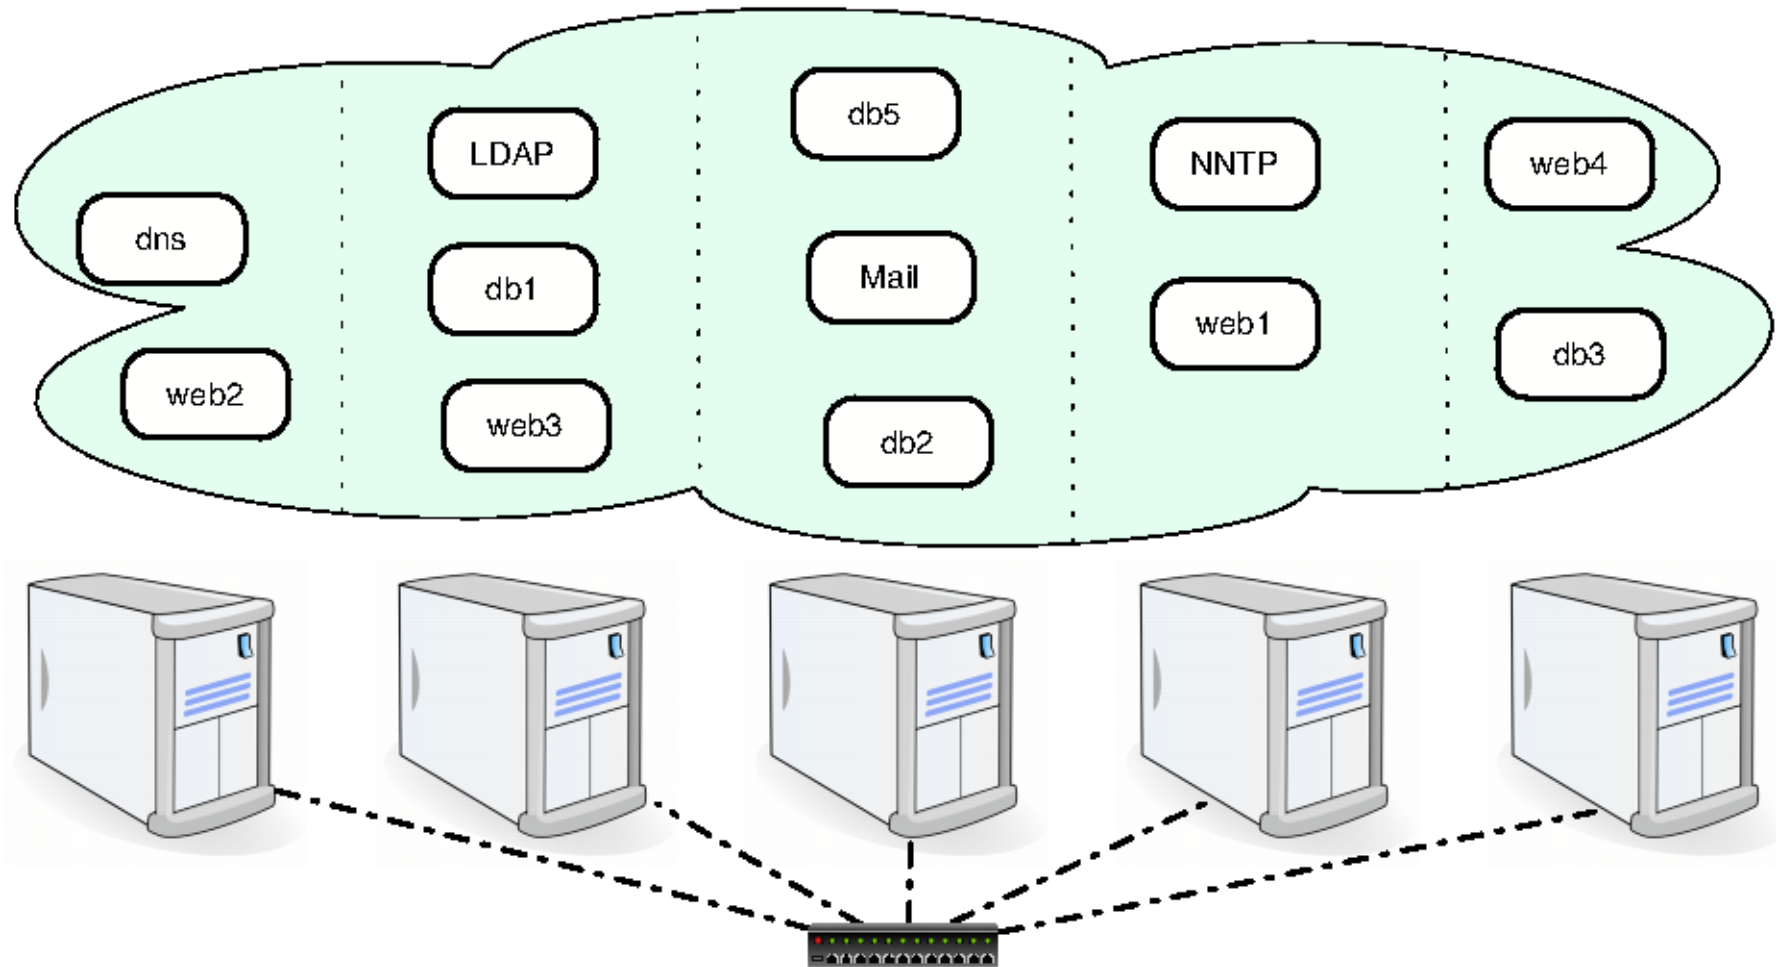 dns
web2
LDAP
db1
web3
db5
Mail
db2
NNTP
web1
web4
db3